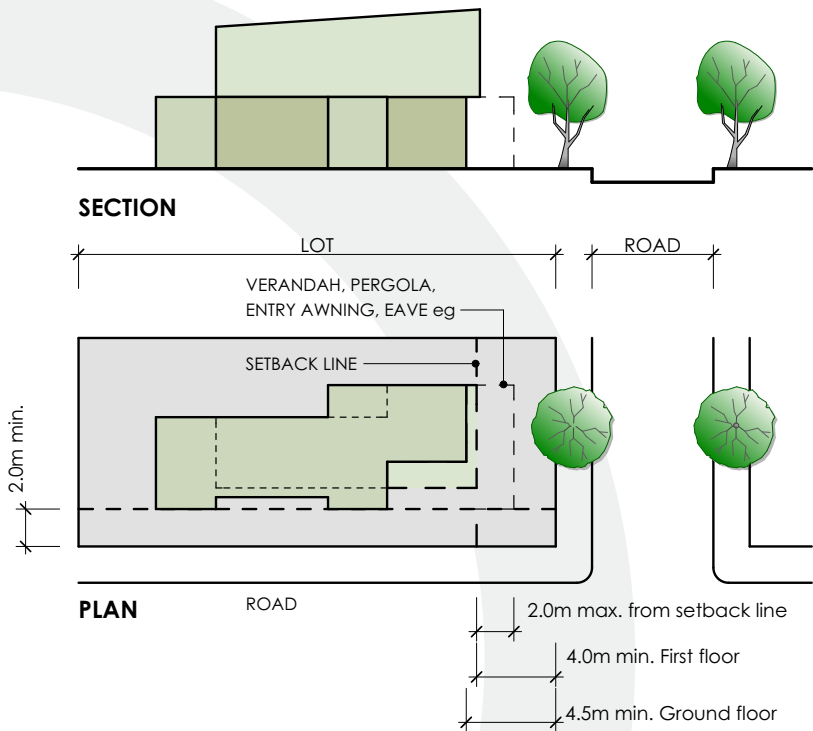 SECTION
LOT
ROAD
VERANDAH, PERGOLA,
ENTRY AWNING, EAVE eg
SETBACK LINE
2.0m min.
PLAN
ROAD
2.0m max. from setback line
4.0m min. First floor
4.5m min. Ground floor